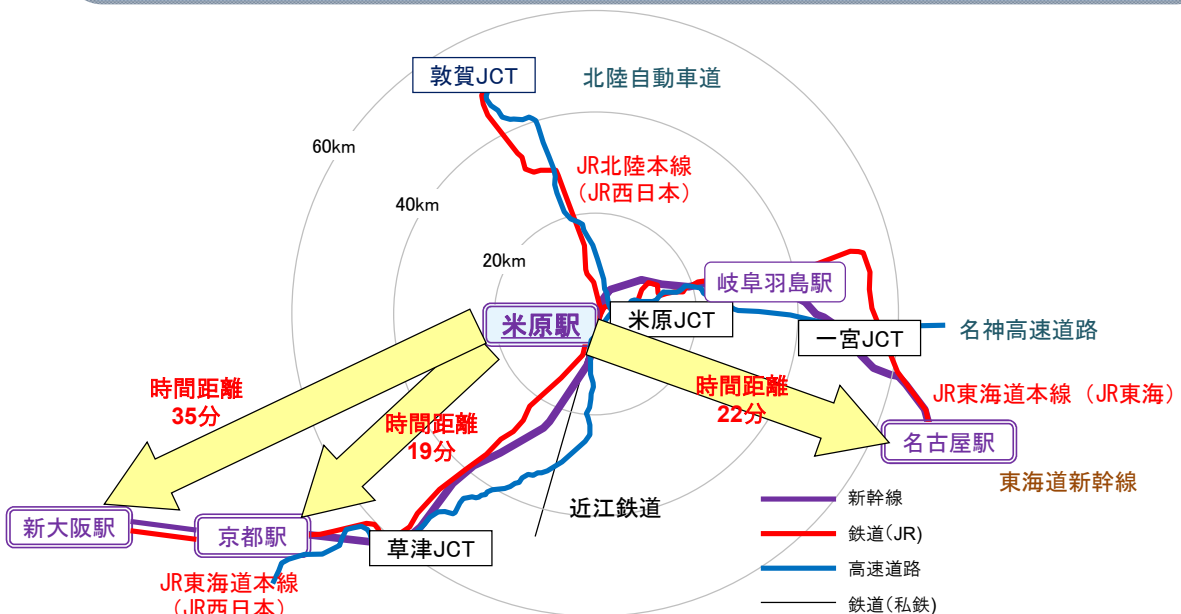 敦賀JCT
北陸自動車道
60km
JR北陸本線
（JR西日本）
40km
20km
岐阜羽島駅
米原駅
米原JCT
一宮JCT
名神高速道路
時間距離
35分
時間距離
22分
JR東海道本線（JR東海）
時間距離
19分
名古屋駅
東海道新幹線
新幹線
近江鉄道
新大阪駅
京都駅
鉄道(JR)
草津JCT
高速道路
JR東海道本線
（JR西日本）
鉄道(私鉄)